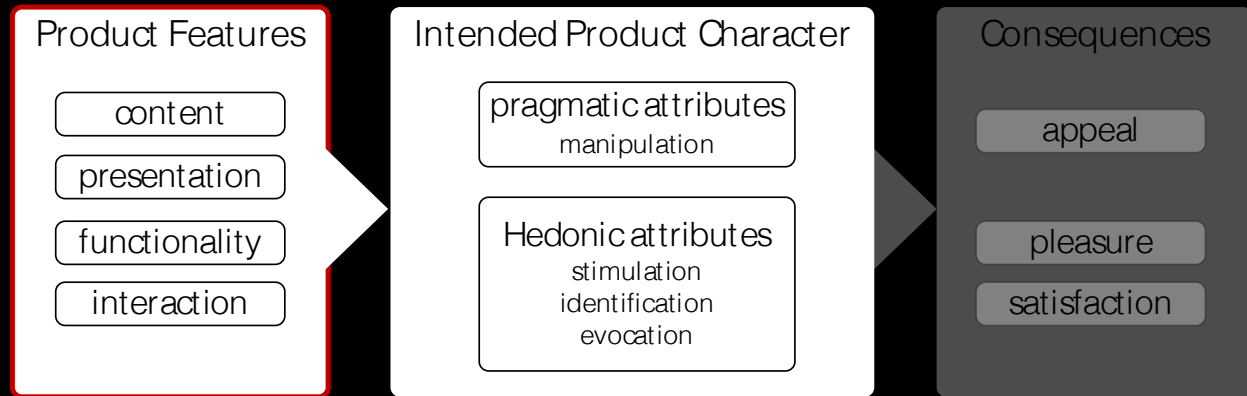 Product Features
content
presentation
functionality
interaction
Intended Product Character
pragmatic attributes
manipulation
Hedonic attributes
stimulation
identification
evocation
Consequences
appeal
pleasure
satisfaction